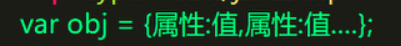 var obj = {属性:值,属性:值....};